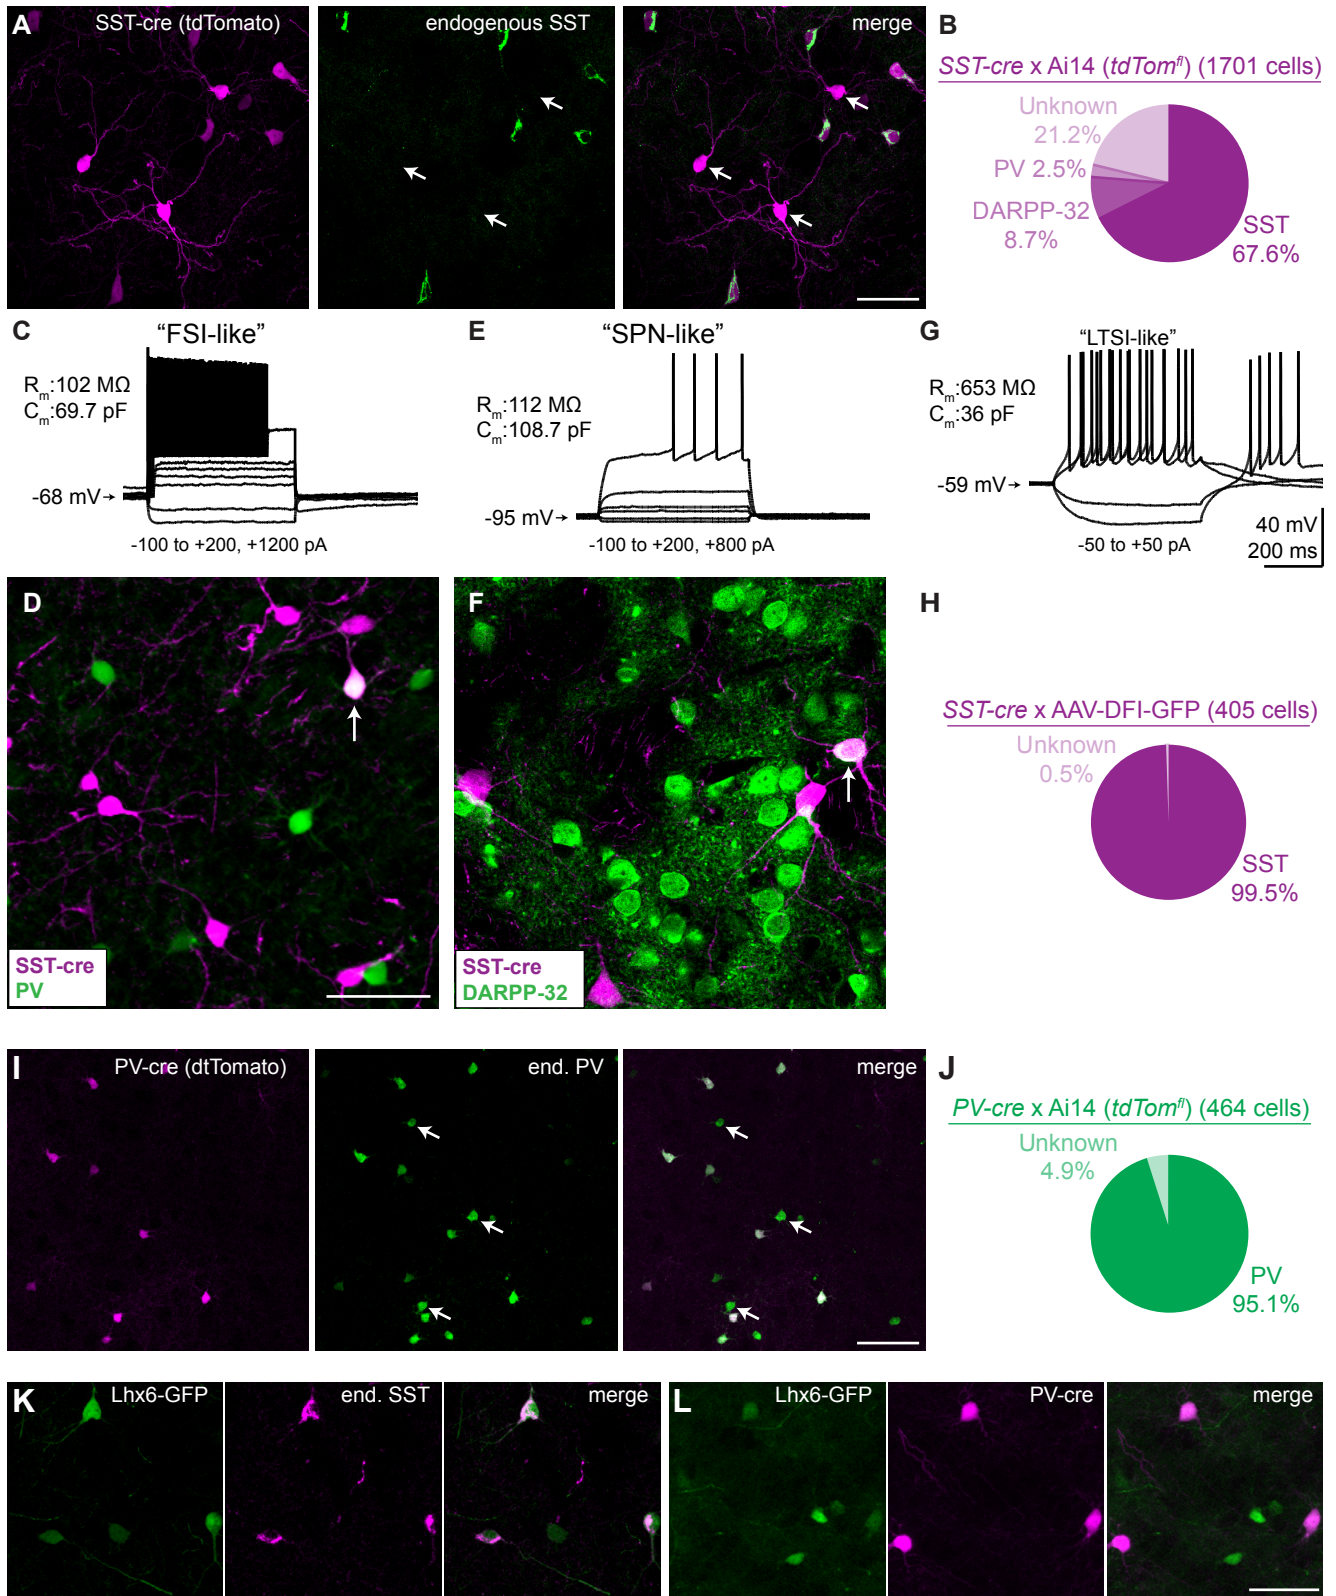 A
SST-cre (tdTomato)
endogenous SST
merge
B
SST-cre x Ai14 (tdTomfl) (1701 cells)
Unknown
21.2%
PV 2.5%
DARPP-32
8.7%
SST
67.6%
C
"FSI-like"
Rm:102 MΩ
Cm:69.7 pF
-68 mV
-100 to +200, +1200 pA
E
"SPN-like"
Rm:112 MΩ
Cm:108.7 pF
-95 mV
-100 to +200, +800 pA
G
"LTSI-like"
Rm:653 MΩ
Cm:36 pF
-59 mV
-50 to +50 pA
40 mV
200 ms
D
SST-cre
PV
F
SST-cre
DARPP-32
H
SST-cre x AAV-DFI-GFP (405 cells)
Unknown
0.5%
SST
99.5%
I
PV-cre (dtTomato)
end. PV
merge
J
PV-cre x Ai14 (tdTomfl) (464 cells)
Unknown
4.9%
PV
95.1%
K
Lhx6-GFP
end. SST
merge
L
Lhx6-GFP
PV-cre
merge